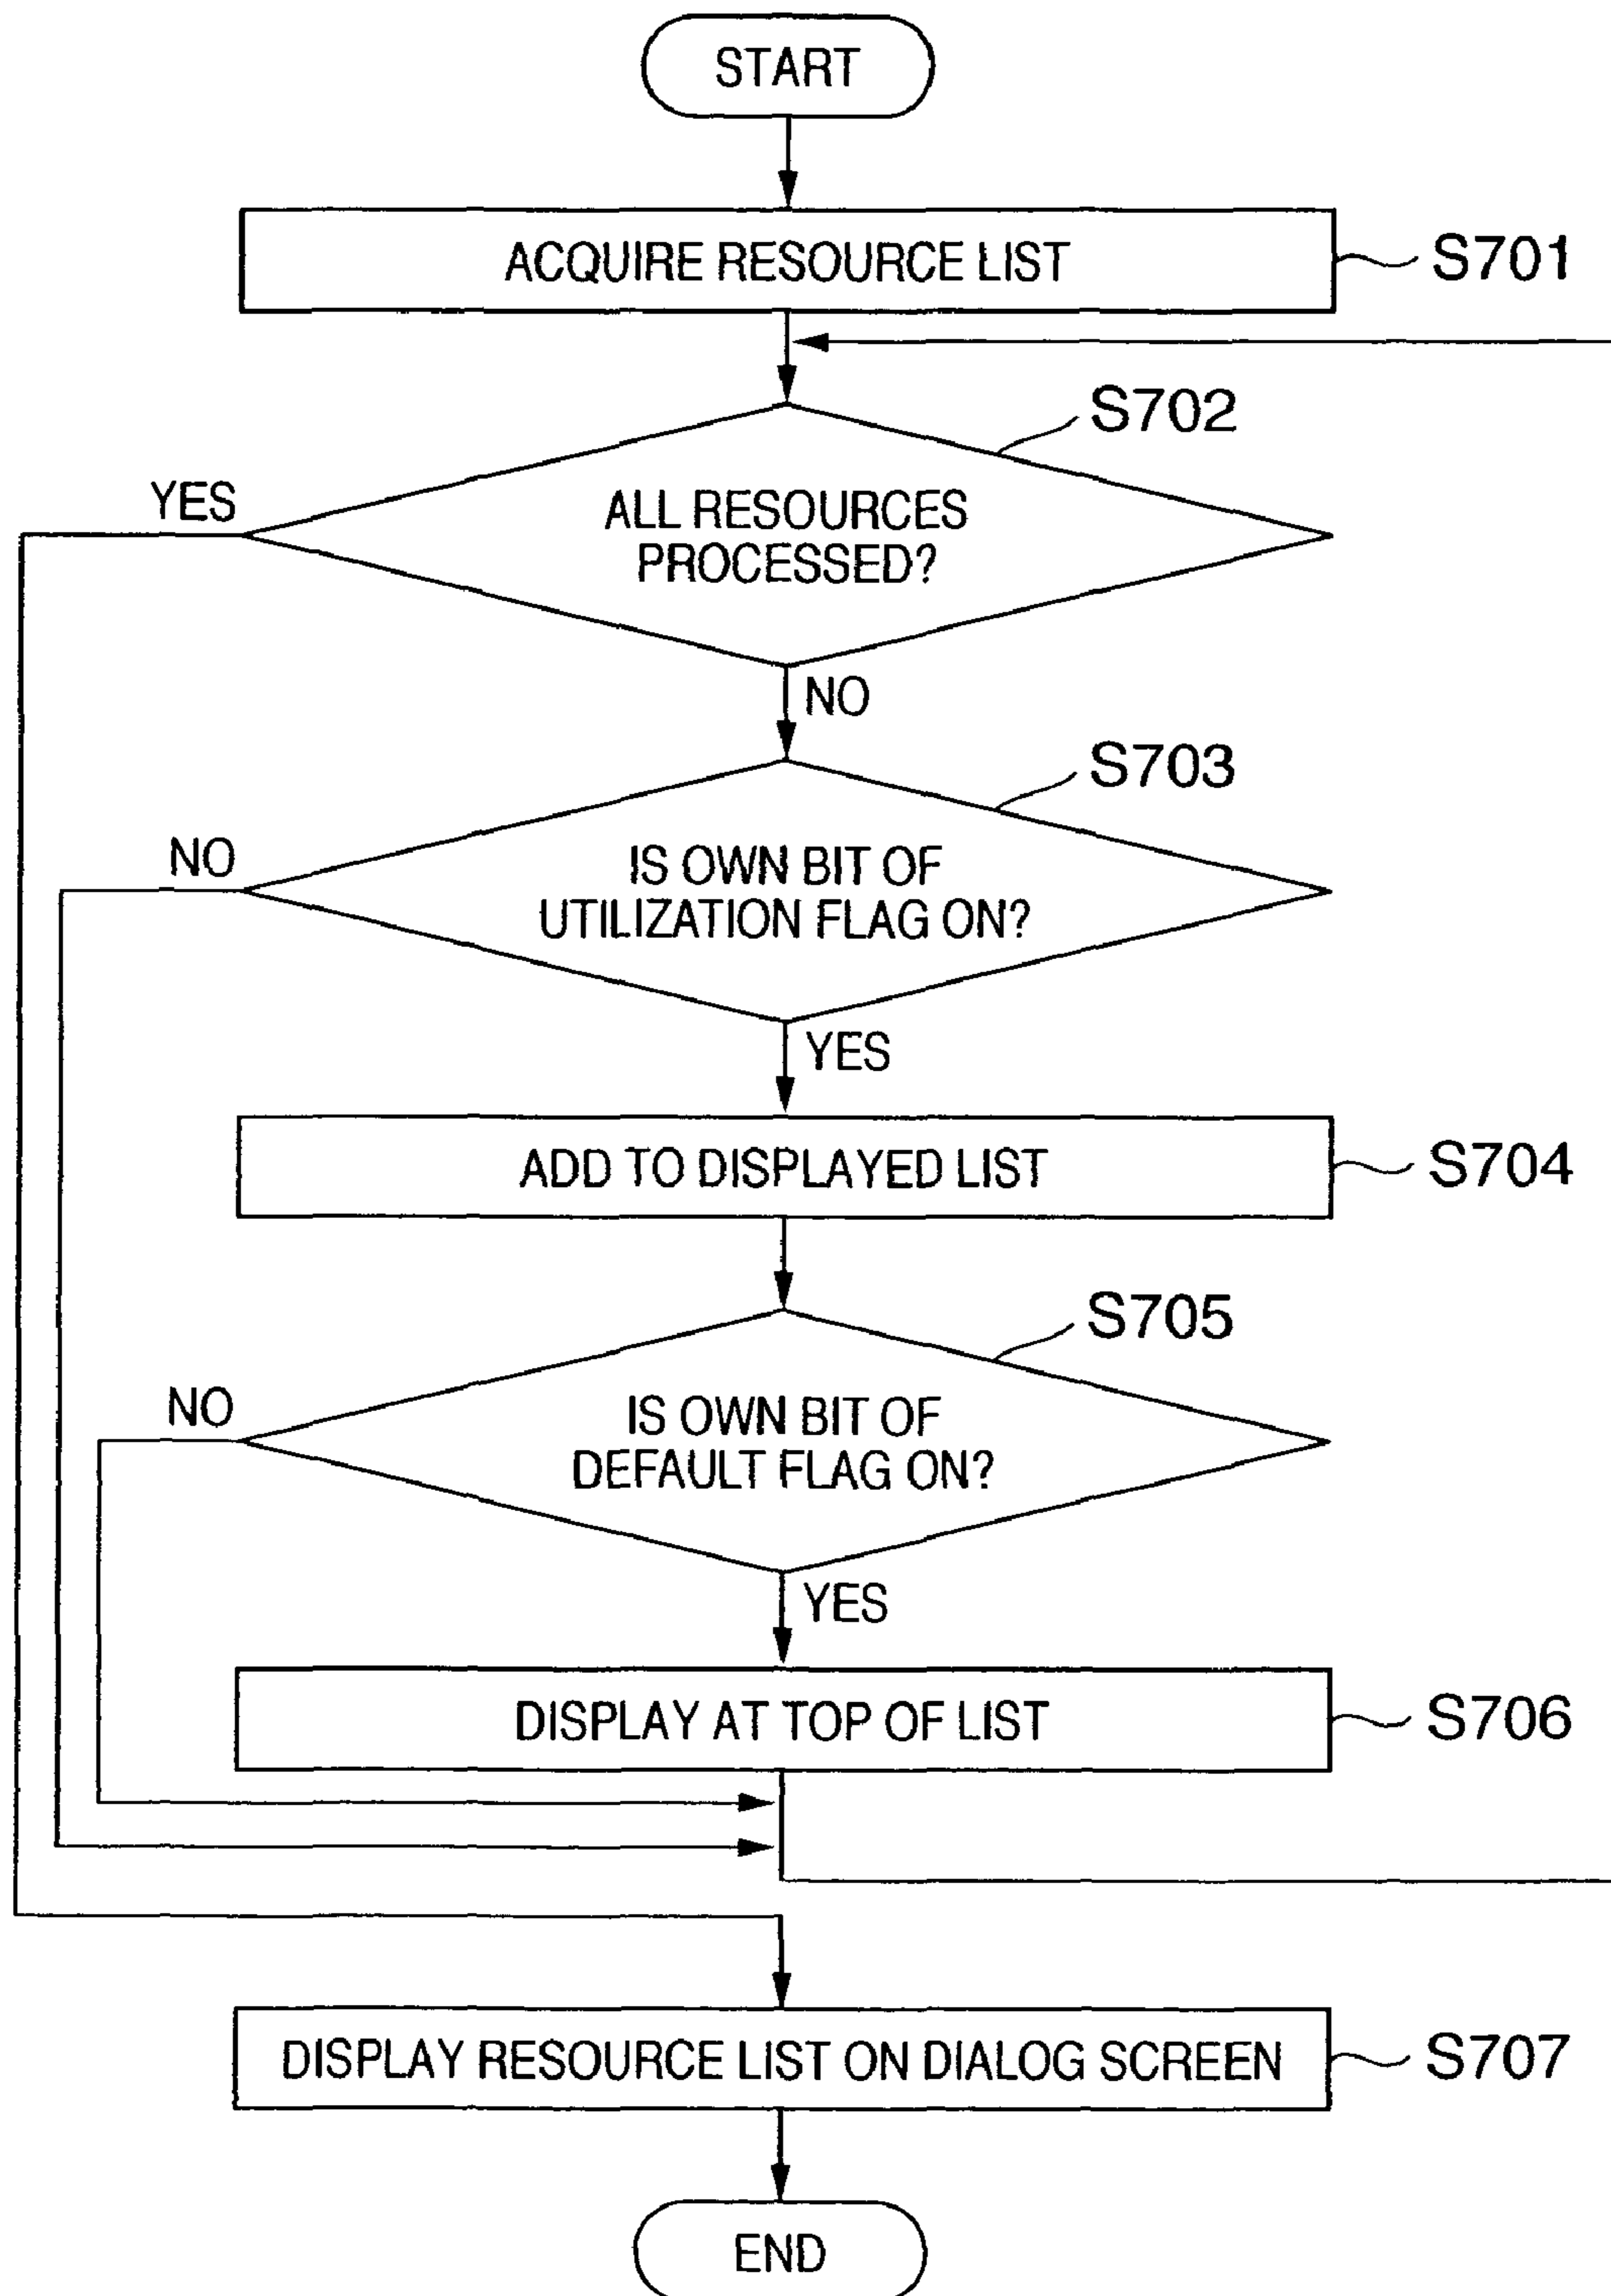 START
ACQUIRE RESOURCE LIST
S701
S702
YES
ALL RESOURCES
PROCESSED?
NO
S703
NO
IS OWN BIT OF
UTILIZATION FLAG ON?
YES
ADD TO DISPLAYED LIST
S704
S705
NO
IS OWN BIT OF
DEFAULT FLAG ON?
YES
DISPLAY AT TOP OF LIST
S706
DISPLAY RESOURCE LIST ON DIALOG SCREEN
S707
END